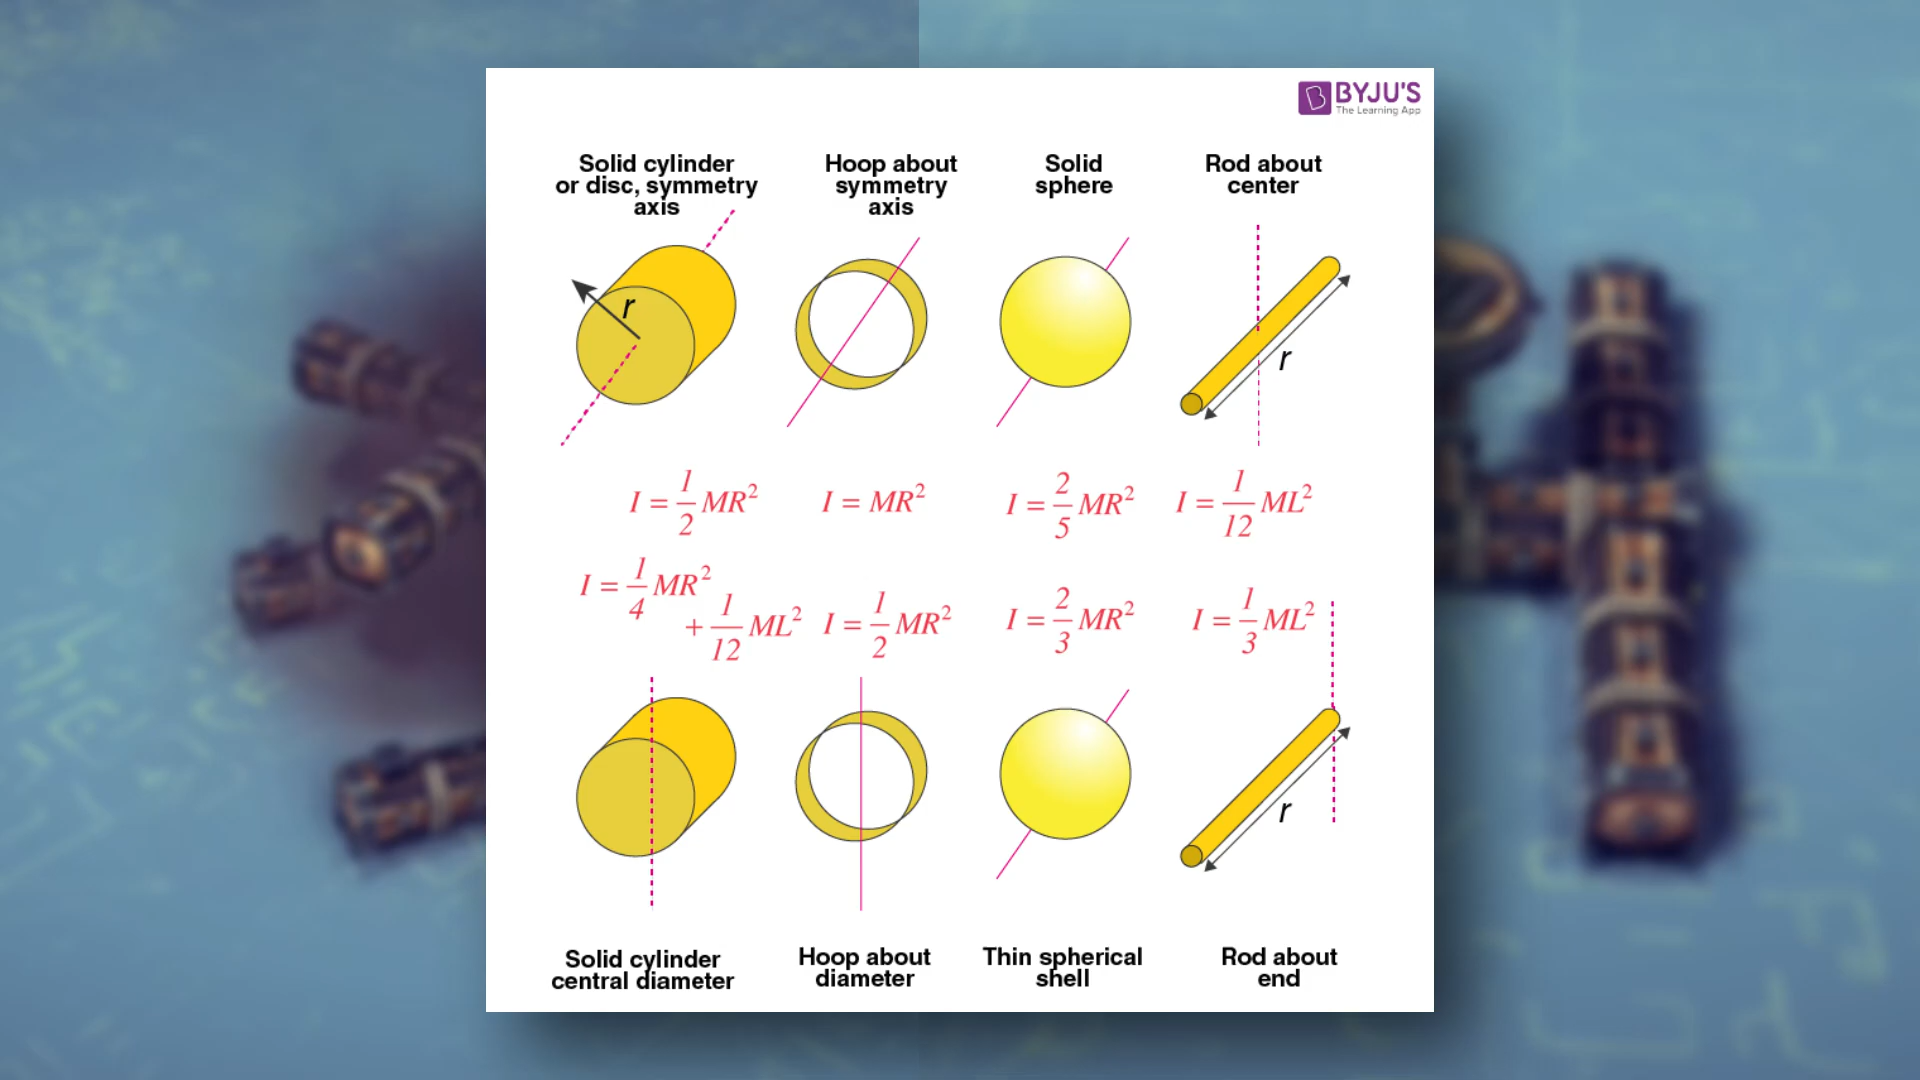 BYJU'S
The Learning App
Solid cylinder
or disc, symmetry
axis
Hoop about
symmetry
axis
Solid
sphere
Rod about
center
r
r
I = 1/2 MR²
I = MR²
I = 2/5 MR²
I = 1/12 ML²
I = 1/4 MR²
+ 1/12 ML²
I = 1/2 MR²
I = 2/3 MR²
I = 1/3 ML²
r
Solid cylinder
central diameter
Hoop about
diameter
Thin spherical
shell
Rod about
end